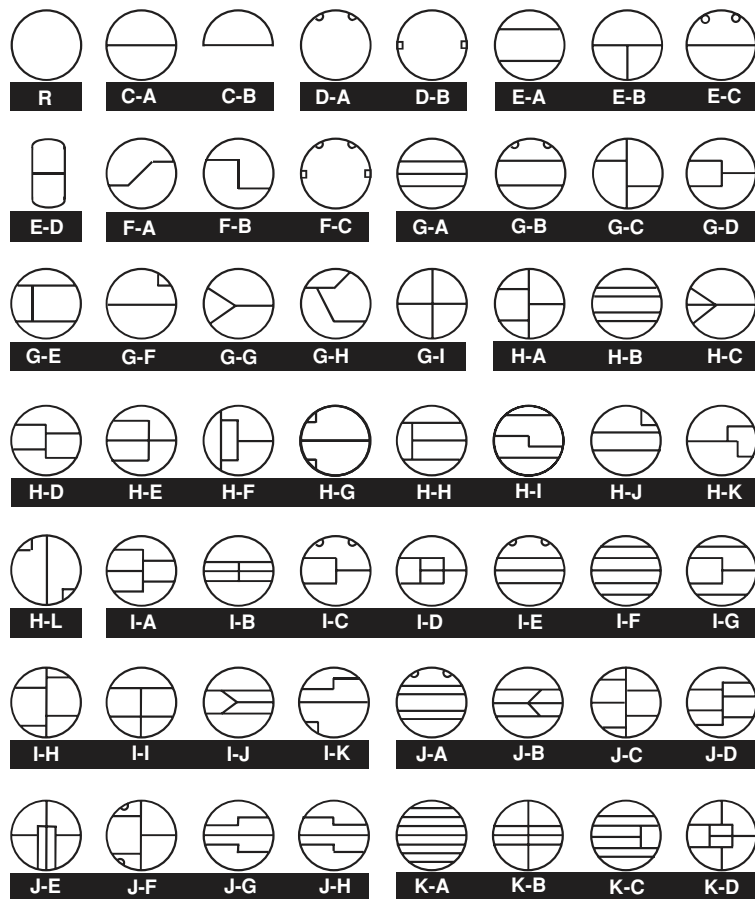 R C-A C-B D-A D-B E-A E-B E-C
E-D F-A F-B F-C G-A G-B G-C G-D
G-E G-F G-G G-H G-I H-A H-B H-C
H-D H-E H-F H-G H-H H-I H-J H-K
H-L I-A I-B I-C I-D I-E I-F I-G
I-H I-I I-J I-K J-A J-B J-C J-D
J-E J-F J-G J-H K-A K-B K-C K-D